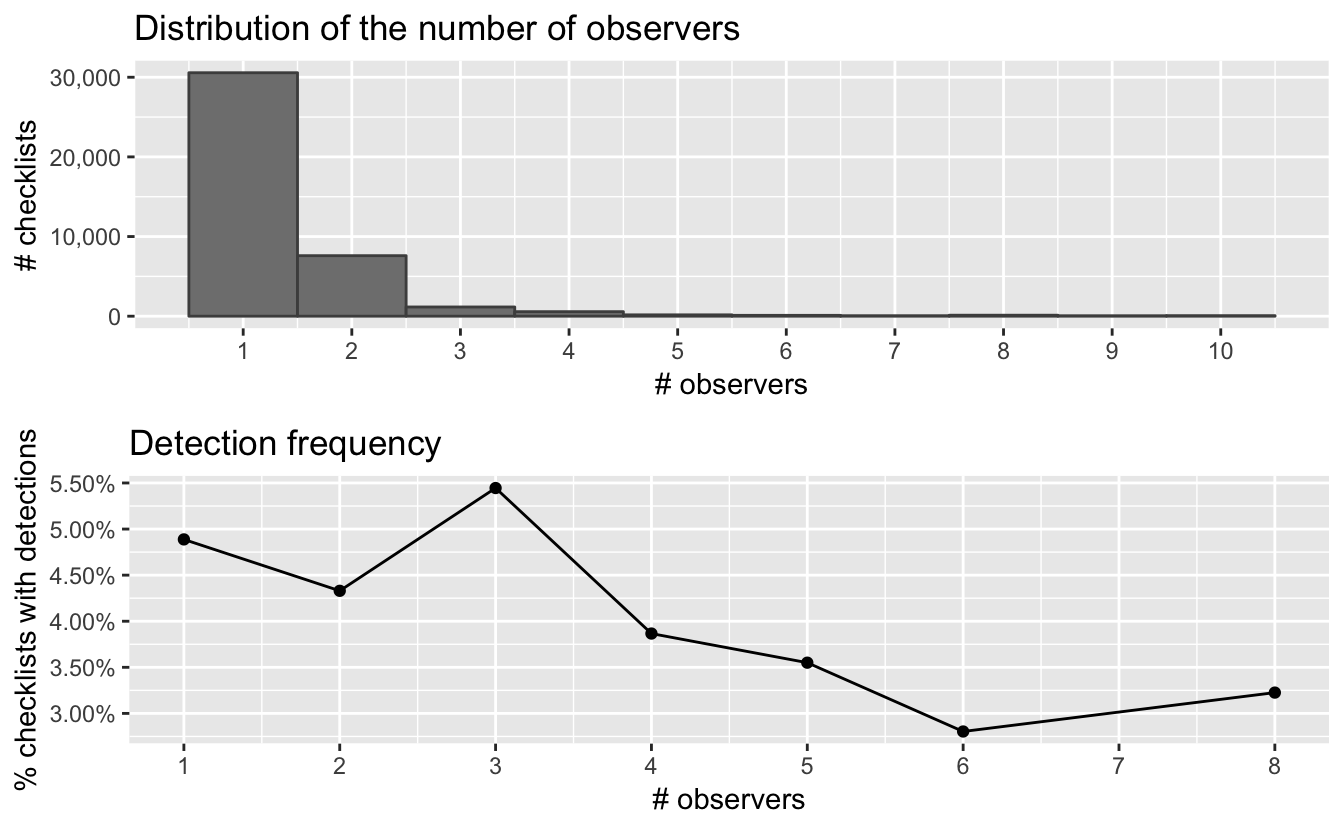 Distribution of the number of observers
# checklists
30,000
20,000
10,000
0
1 2 3 4 5 6 7 8 9 10
# observers
Detection frequency
% checklists with detections
5.50%
5.00%
4.50%
4.00%
3.50%
3.00%
1 2 3 4 5 6 7 8
# observers